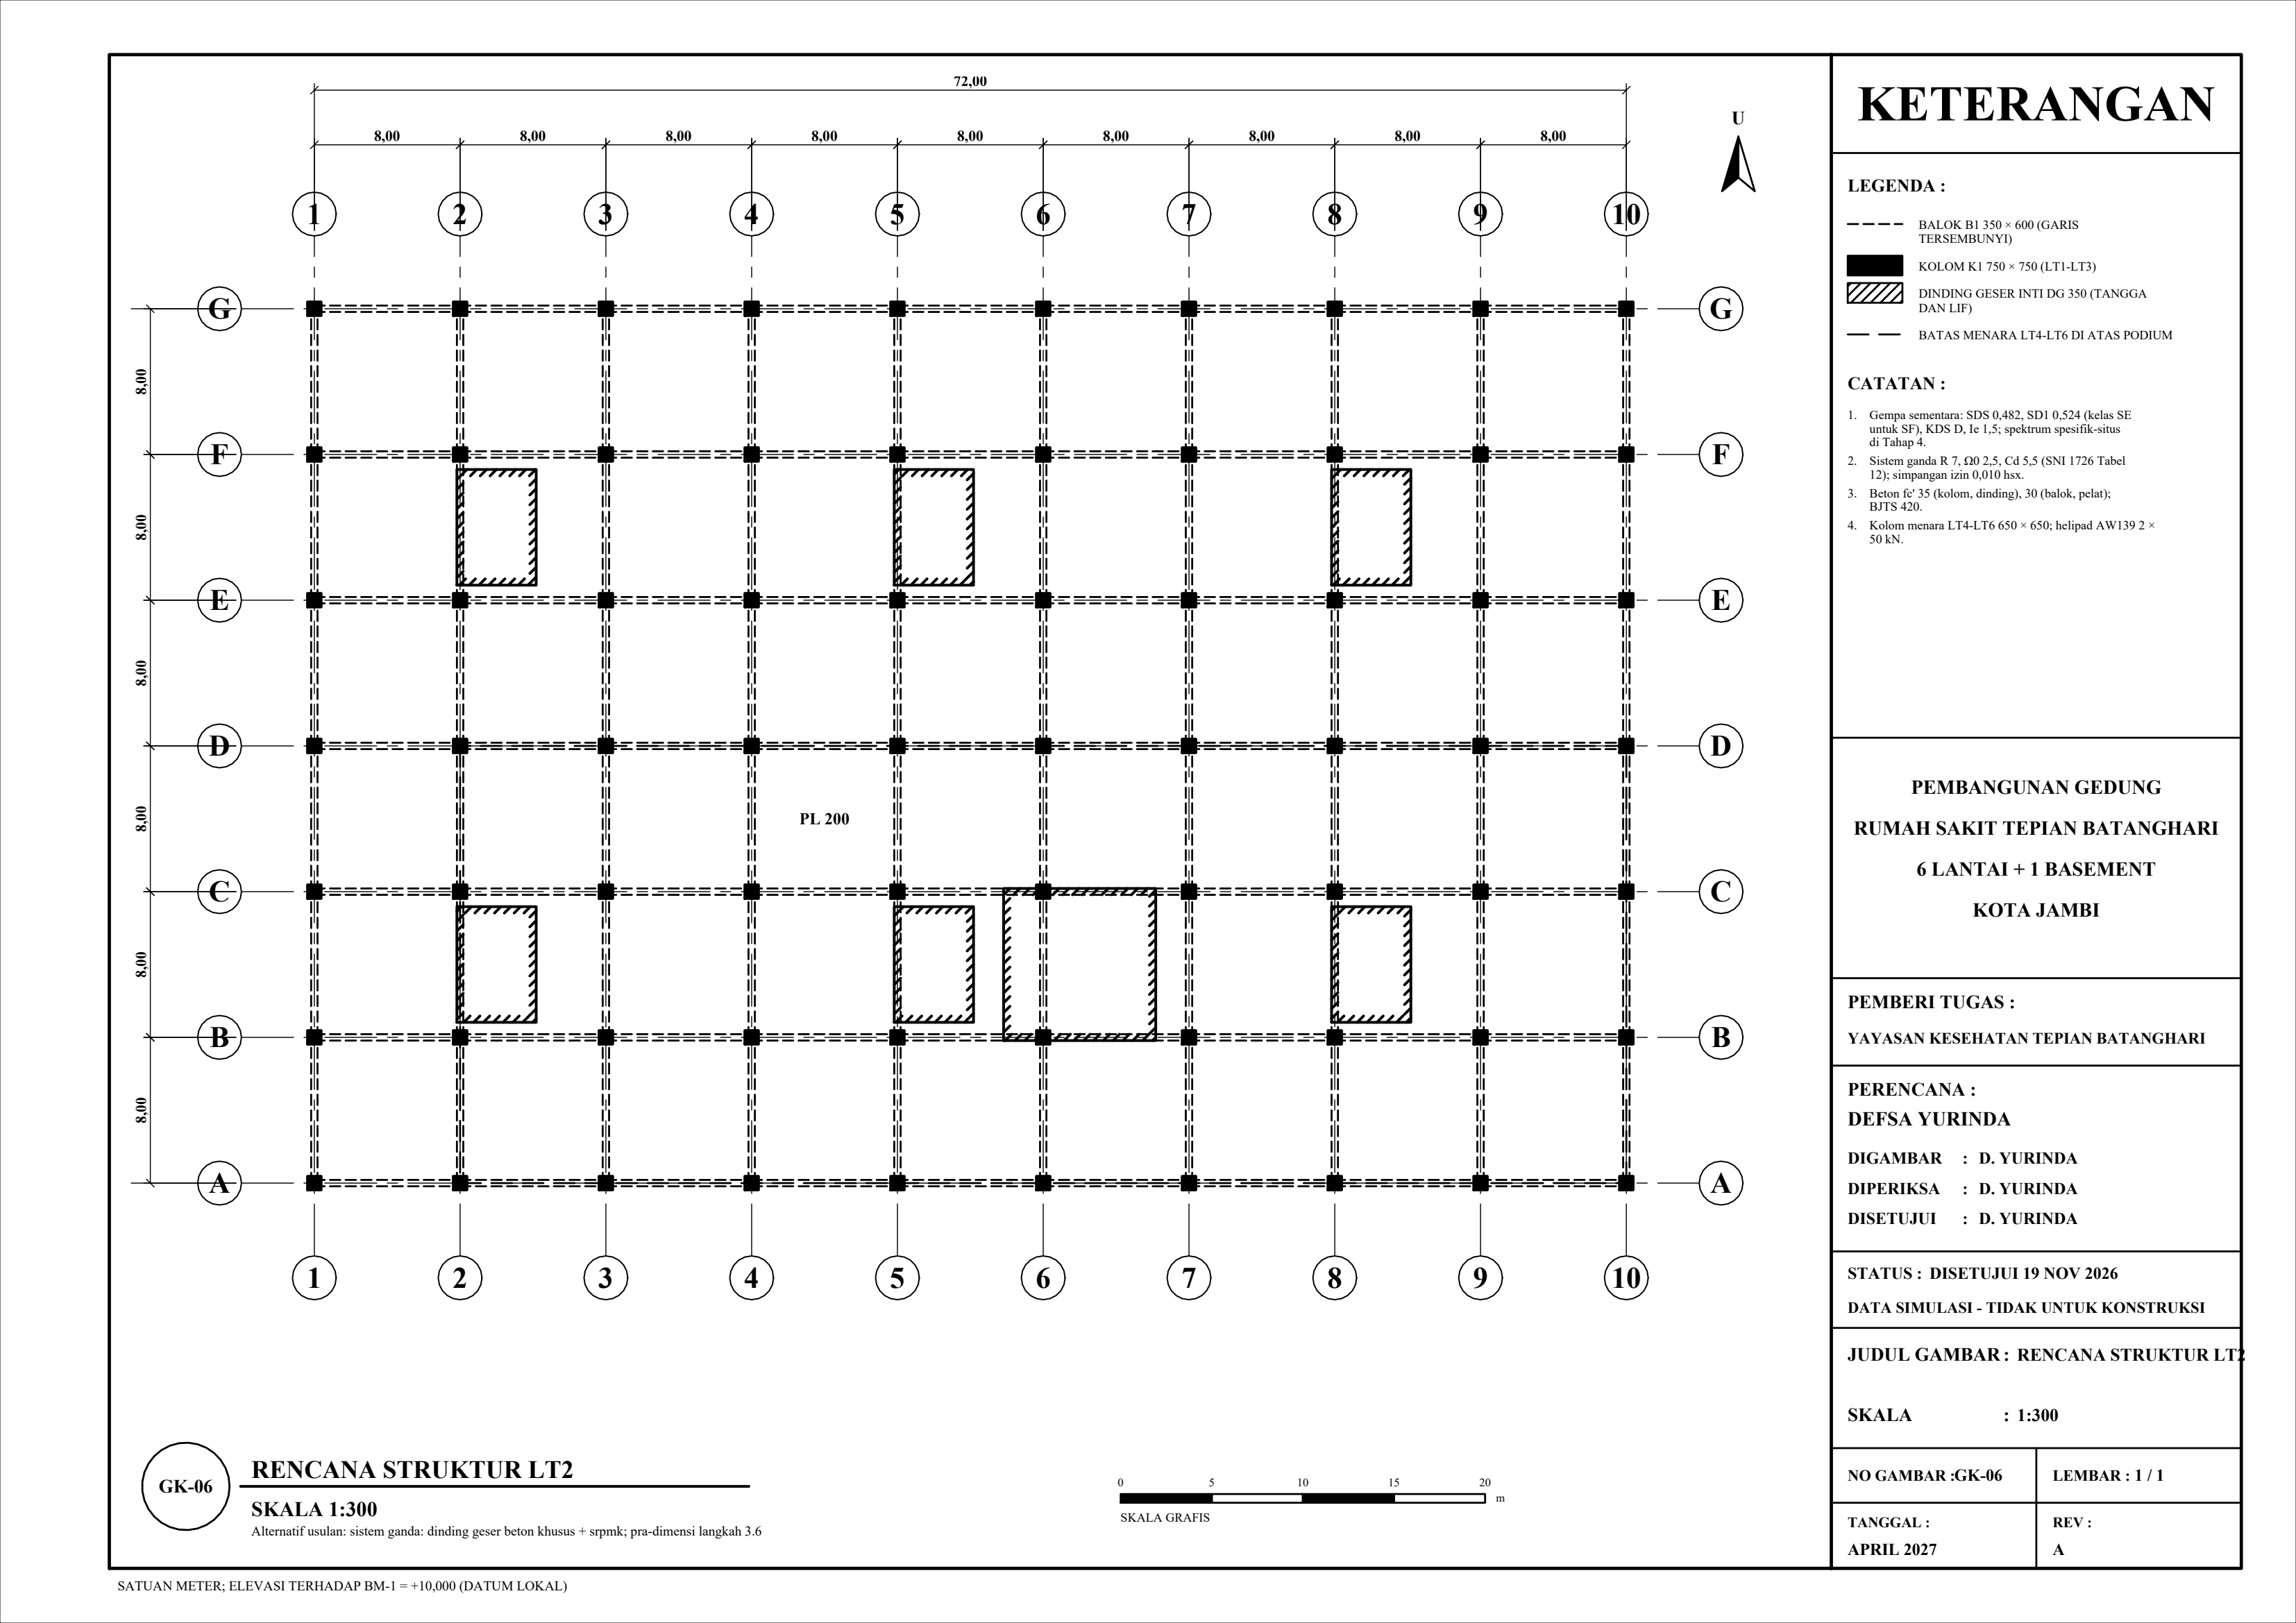 72,00
8,00 8,00 8,00 8,00 8,00 8,00 8,00 8,00 8,00
U
1 2 3 4 5 6 7 8 9 10
G G
8,00
F F
8,00
E E
8,00
D D
8,00
PL 200
C C
8,00
B B
8,00
A A
1 2 3 4 5 6 7 8 9 10
GK-06
RENCANA STRUKTUR LT2
SKALA 1:300
Alternatif usulan: sistem ganda: dinding geser beton khusus + srpmk; pra-dimensi langkah 3.6
0 5 10 15 20
m
SKALA GRAFIS
SATUAN METER; ELEVASI TERHADAP BM-1 = +10,000 (DATUM LOKAL)
KETERANGAN
LEGENDA :
BALOK B1 350 × 600 (GARIS
TERSEMBUNYI)
KOLOM K1 750 × 750 (LT1-LT3)
DINDING GESER INTI DG 350 (TANGGA
DAN LIF)
BATAS MENARA LT4-LT6 DI ATAS PODIUM
CATATAN :
1. Gempa sementara: SDS 0,482, SD1 0,524 (kelas SE
untuk SF), KDS D, Ie 1,5; spektrum spesifik-situs
di Tahap 4.
2. Sistem ganda R 7, Ω0 2,5, Cd 5,5 (SNI 1726 Tabel
12); simpangan izin 0,010 hsx.
3. Beton fc' 35 (kolom, dinding), 30 (balok, pelat);
BJTS 420.
4. Kolom menara LT4-LT6 650 × 650; helipad AW139 2 ×
50 kN.
PEMBANGUNAN GEDUNG
RUMAH SAKIT TEPIAN BATANGHARI
6 LANTAI + 1 BASEMENT
KOTA JAMBI
PEMBERI TUGAS :
YAYASAN KESEHATAN TEPIAN BATANGHARI
PERENCANA :
DEFSA YURINDA
DIGAMBAR : D. YURINDA
DIPERIKSA : D. YURINDA
DISETUJUI : D. YURINDA
STATUS : DISETUJUI 19 NOV 2026
DATA SIMULASI - TIDAK UNTUK KONSTRUKSI
JUDUL GAMBAR : RENCANA STRUKTUR LT2
SKALA : 1:300
NO GAMBAR :GK-06
LEMBAR : 1 / 1
TANGGAL :
APRIL 2027
REV :
A